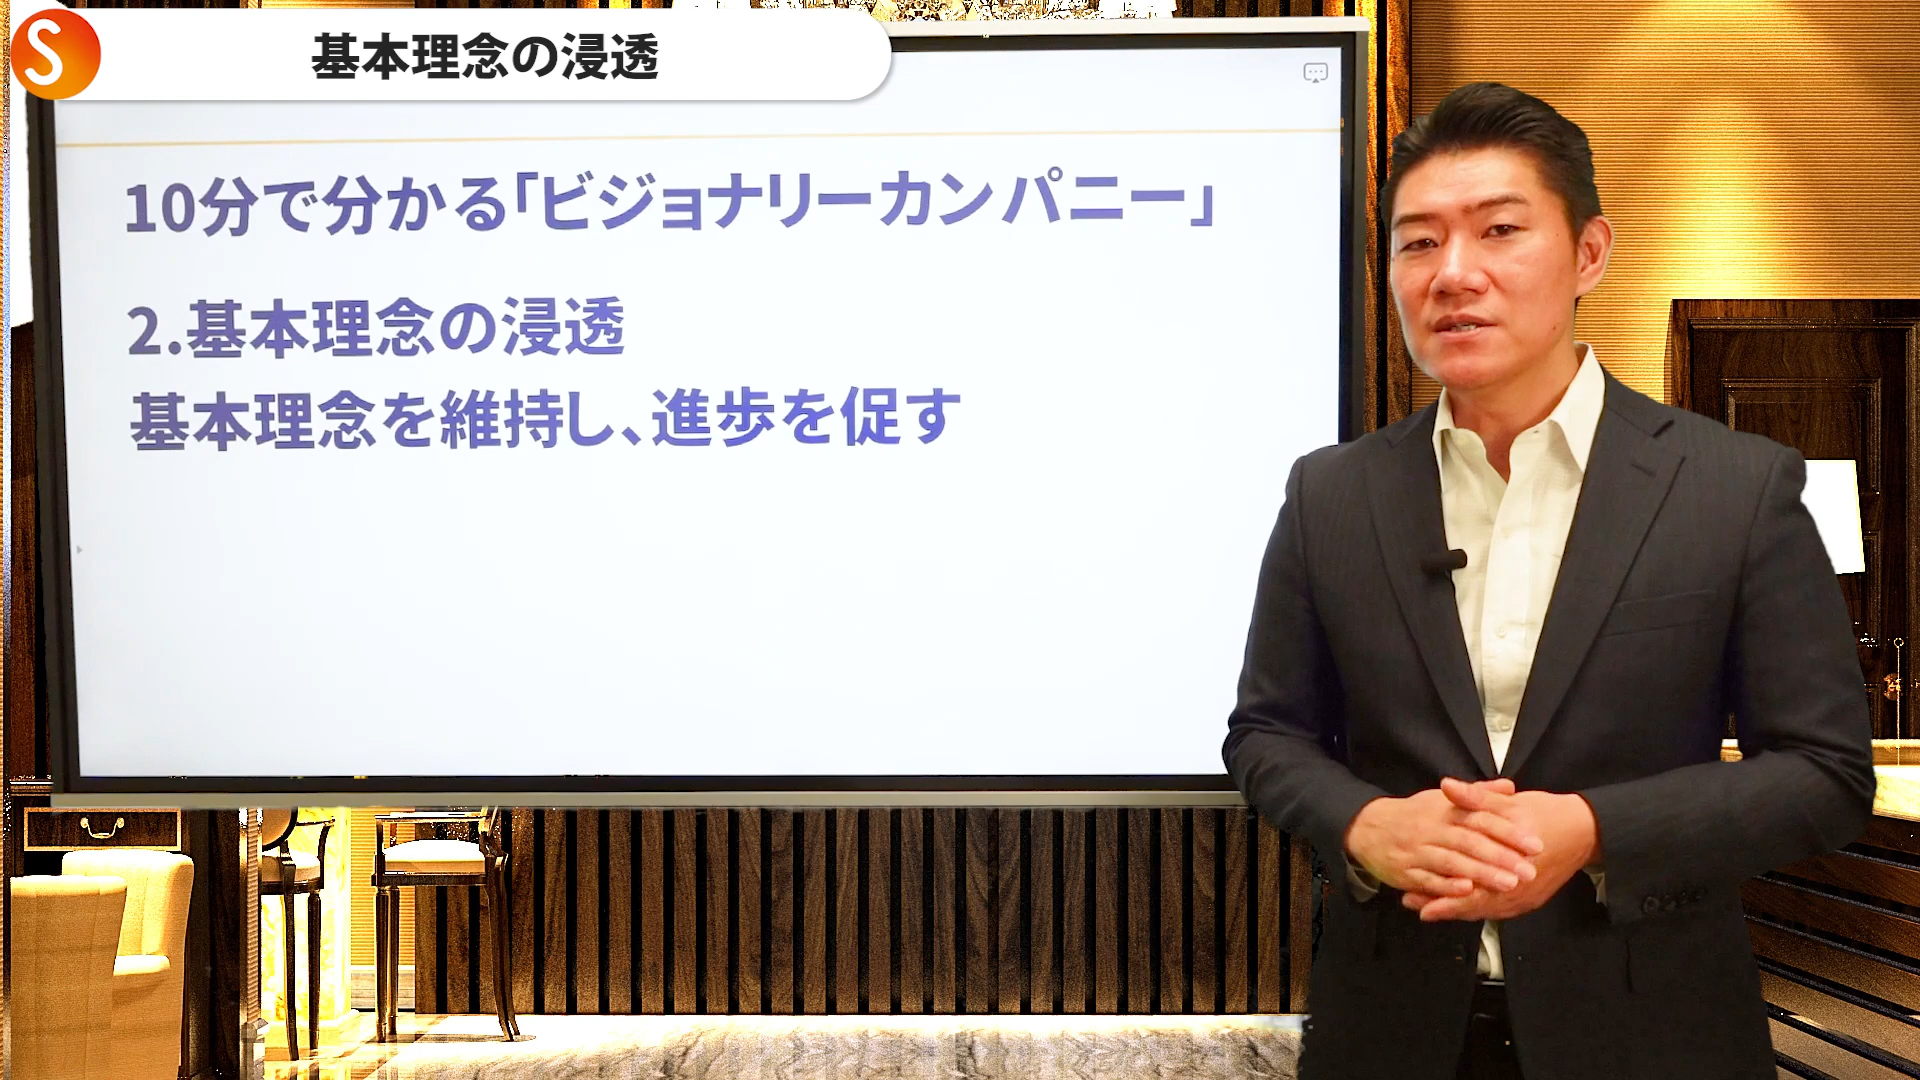 S
基本理念の浸透
10分で分かる「ビジョナリーカンパニー」
2.基本理念の浸透
基本理念を維持し、進歩を促す